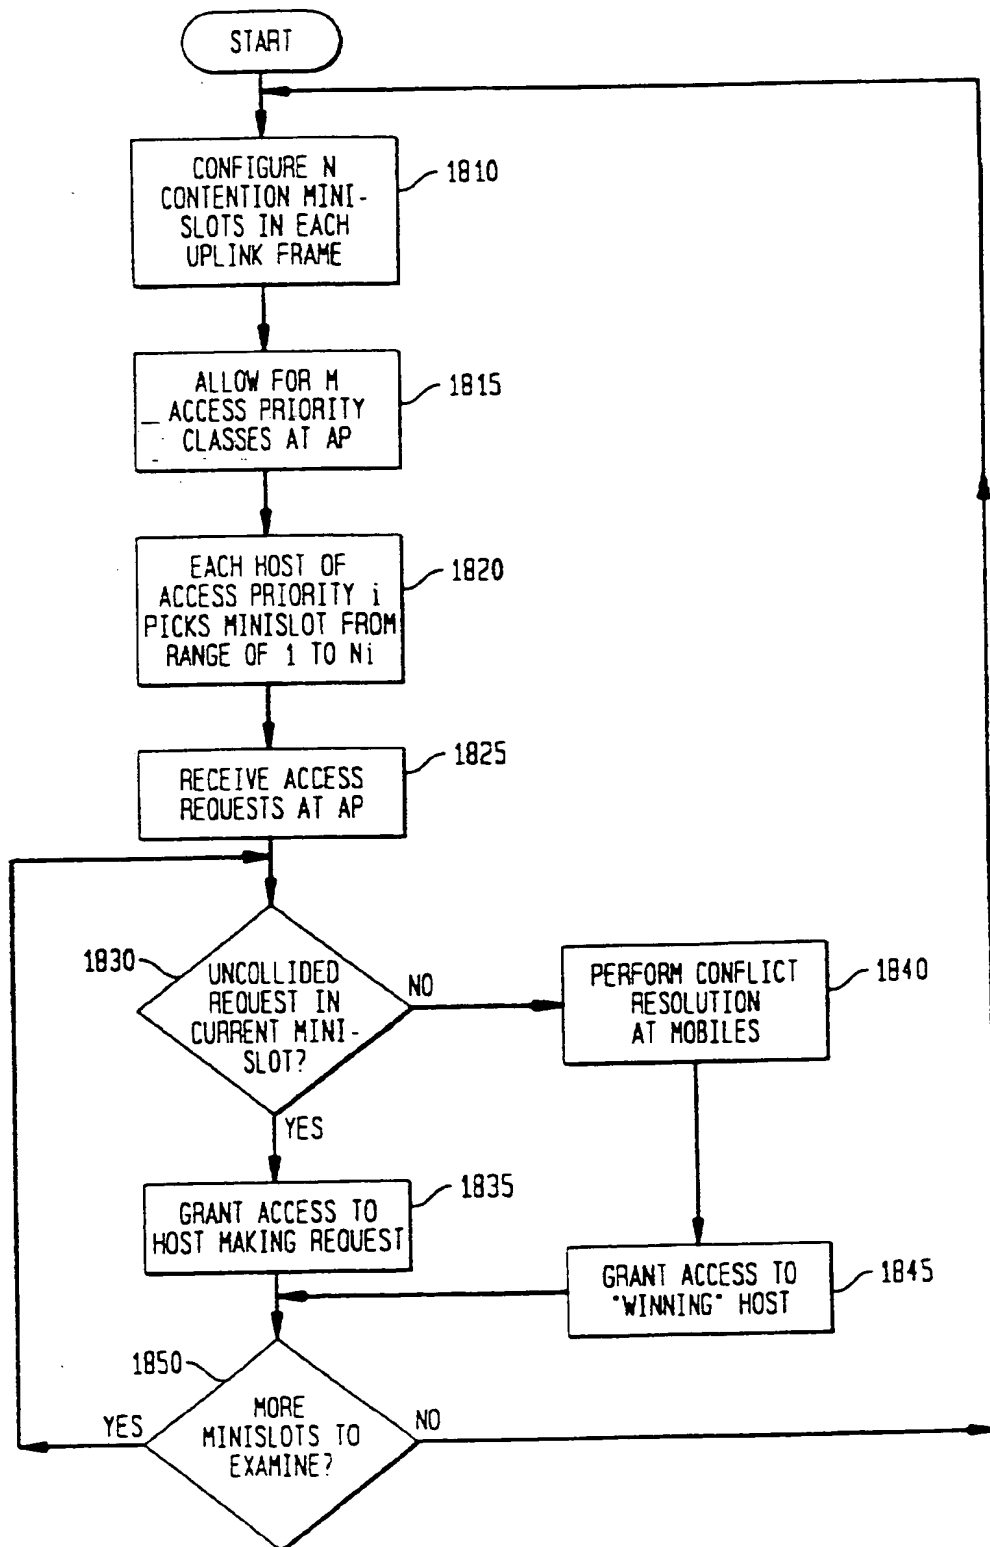 START
CONFIGURE N
CONTENTION MINI-
SLOTS IN EACH
UPLINK FRAME
1810
ALLOW FOR M
ACCESS PRIORITY
CLASSES AT AP
1815
EACH HOST OF
ACCESS PRIORITY i
PICKS MINISLOT FROM
RANGE OF 1 TO Ni
1820
RECEIVE ACCESS
REQUESTS AT AP
1825
1830
UNCOLLIDED
REQUEST IN
CURRENT MINI-
SLOT?
NO
YES
PERFORM CONFLICT
RESOLUTION
AT MOBILES
1840
GRANT ACCESS TO
HOST MAKING REQUEST
1835
GRANT ACCESS TO
"WINNING" HOST
1845
1850
MORE
MINISLOTS TO
EXAMINE?
YES
NO